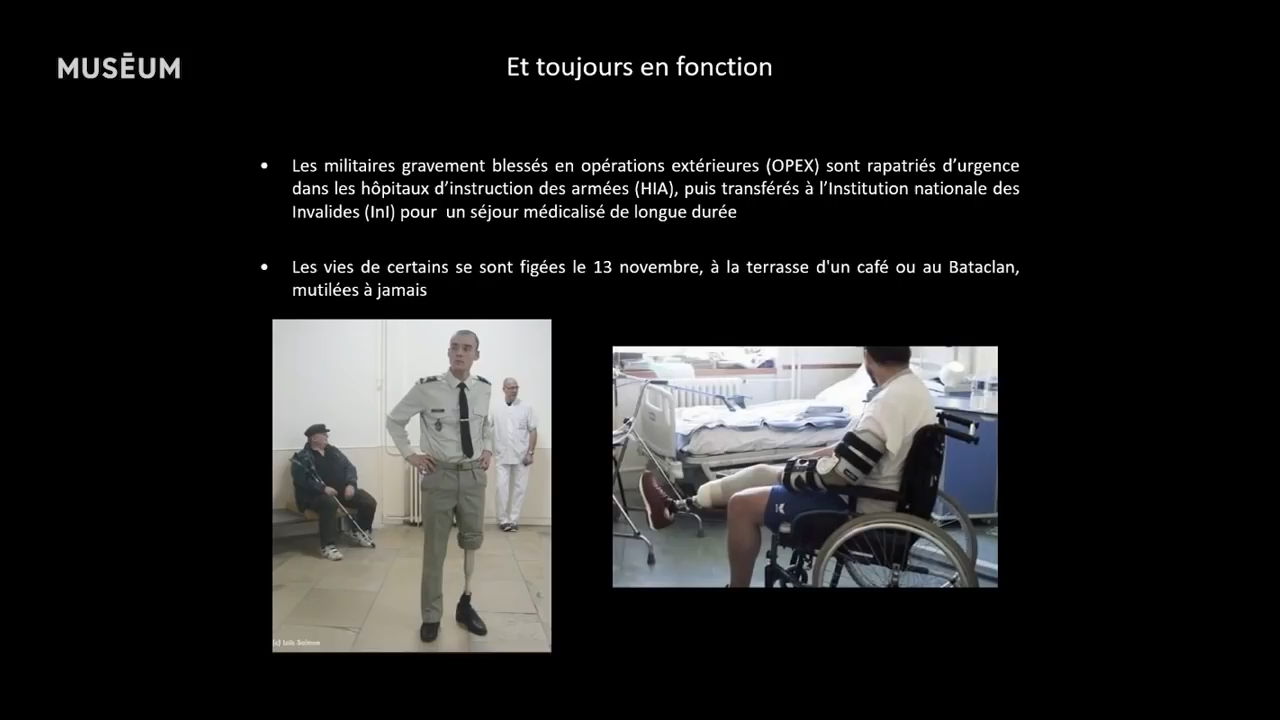 MUSĒUM
Et toujours en fonction
• Les militaires gravement blessés en opérations extérieures (OPEX) sont rapatriés d’urgence
dans les hôpitaux d’instruction des armées (HIA), puis transférés à l’Institution nationale des
Invalides (InI) pour un séjour médicalisé de longue durée
• Les vies de certains se sont figées le 13 novembre, à la terrasse d'un café ou au Bataclan,
mutilées à jamais
(c) Loïc Salmon